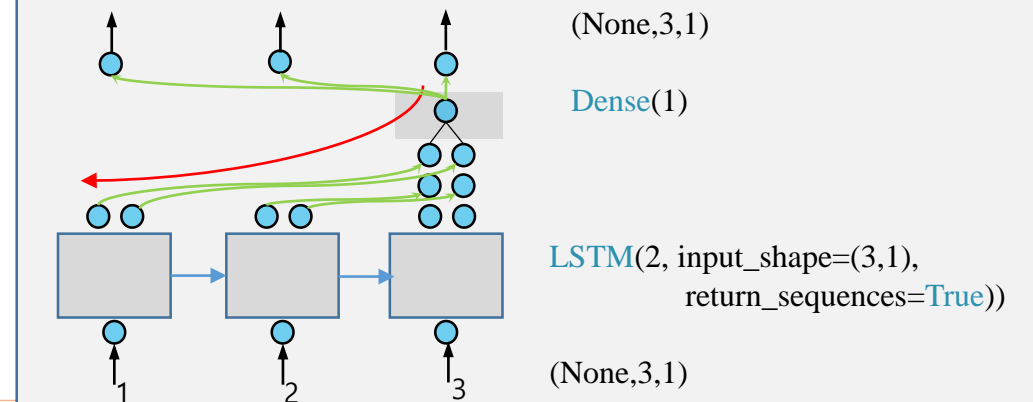 (None,3,1)
Dense(1)
LSTM(2, input_shape=(3,1),
return_sequences=True))
(None,3,1)
1
2
3